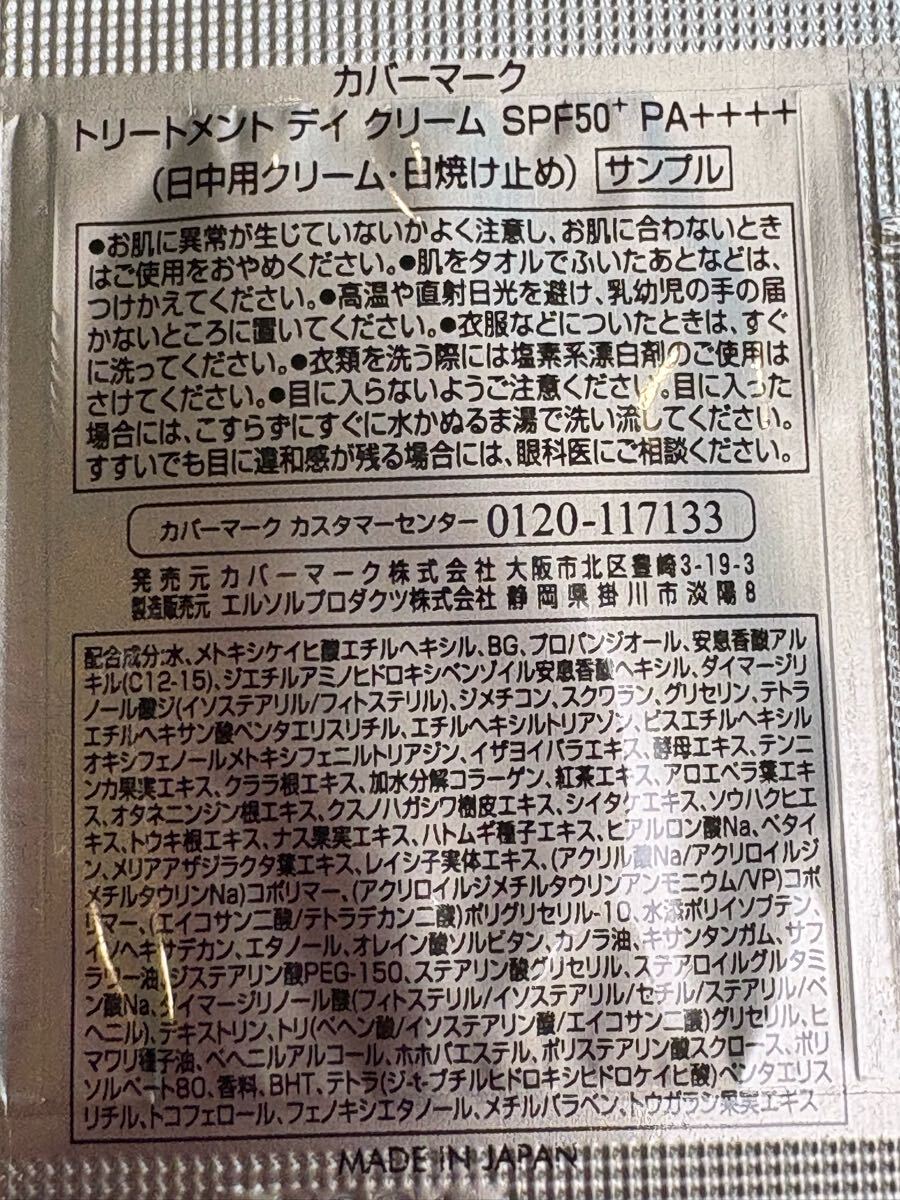 カバーマーク
トリートメント デイ クリーム SPF50+ PA++++
(日中用クリーム・日焼け止め) サンプル
●お肌に異常が生じていないかよく注意し、お肌に合わないとき
はご使用をおやめください。●肌をタオルでふいたあとなどは、
つけかえてください。●高温や直射日光を避け、乳幼児の手の届
かないところに置いてください。●衣服などについたときは、すぐ
に洗ってください。●衣類を洗う際には塩素系漂白剤のご使用は
さけてください。●目に入らないようご注意ください。目に入った
場合には、こすらずにすぐに水かぬるま湯で洗い流してください。
すすいでも目に違和感が残る場合には、眼科医にご相談ください。
カバーマーク カスタマーセンター 0120-117133
発売元 カバーマーク株式会社 大阪市北区豊崎3-19-3
製造販売元 エルソルプロダクツ株式会社 静岡県掛川市淡陽8
配合成分:水、メトキシケイヒ酸エチルヘキシル、BG、プロパンジオール、安息香酸アル
キル(C12-15)、ジエチルアミノヒドロキシベンゾイル安息香酸ヘキシル、ダイマージリ
ノール酸ジ(イソステアリル/フィトステリル)、ジメチコン、スクワラン、グリセリン、テトラ
エチルヘキサン酸ペンタエリスリチル、エチルヘキシルトリアゾン、ビスエチルヘキシル
オキシフェノールメトキシフェニルトリアジン、イザヨイバラエキス、酵母エキス、テンニ
ンカ果実エキス、クララ根エキス、加水分解コラーゲン、紅茶エキス、アロエベラ葉エキ
ス、オタネニンジン根エキス、クスノハガシワ樹皮エキス、シイタケエキス、ソウハクヒエ
キス、トウキ根エキス、ナス果実エキス、ハトムギ種子エキス、ヒアルロン酸Na、ベタイ
ン、メリアアザジラクタ葉エキス、レイシ子実体エキス、(アクリル酸Na/アクリロイルジ
メチルタウリンNa)コポリマー、(アクリロイルジメチルタウリンアンモニウム/VP)コポ
リマー、(エイコサン二酸/テトラデカン二酸)ポリグリセリル-10、水添ポリイソブテン、
イソヘキサデカン、エタノール、オレイン酸ソルビタン、カノラ油、キサンタンガム、サフ
ラワー油、ジステアリン酸PEG-150、ステアリン酸グリセリル、ステアロイルグルタミ
ン酸Na、ダイマージリノール酸(フィトステリル/イソステアリル/セチル/ステアリル/ベ
ヘニル)、デキストリン、トリ(ベヘン酸/イソステアリン酸/エイコサン二酸)グリセリル、ヒ
マワリ種子油、ベヘニルアルコール、ホホバエステル、ポリステアリン酸スクロース、ポリ
ソルベート80、香料、BHT、テトラ(ジ-t-ブチルヒドロキシヒドロケイヒ酸)ペンタエリス
リチル、トコフェロール、フェノキシエタノール、メチルパラベン、トウガラシ果実エキス
MADE IN JAPAN